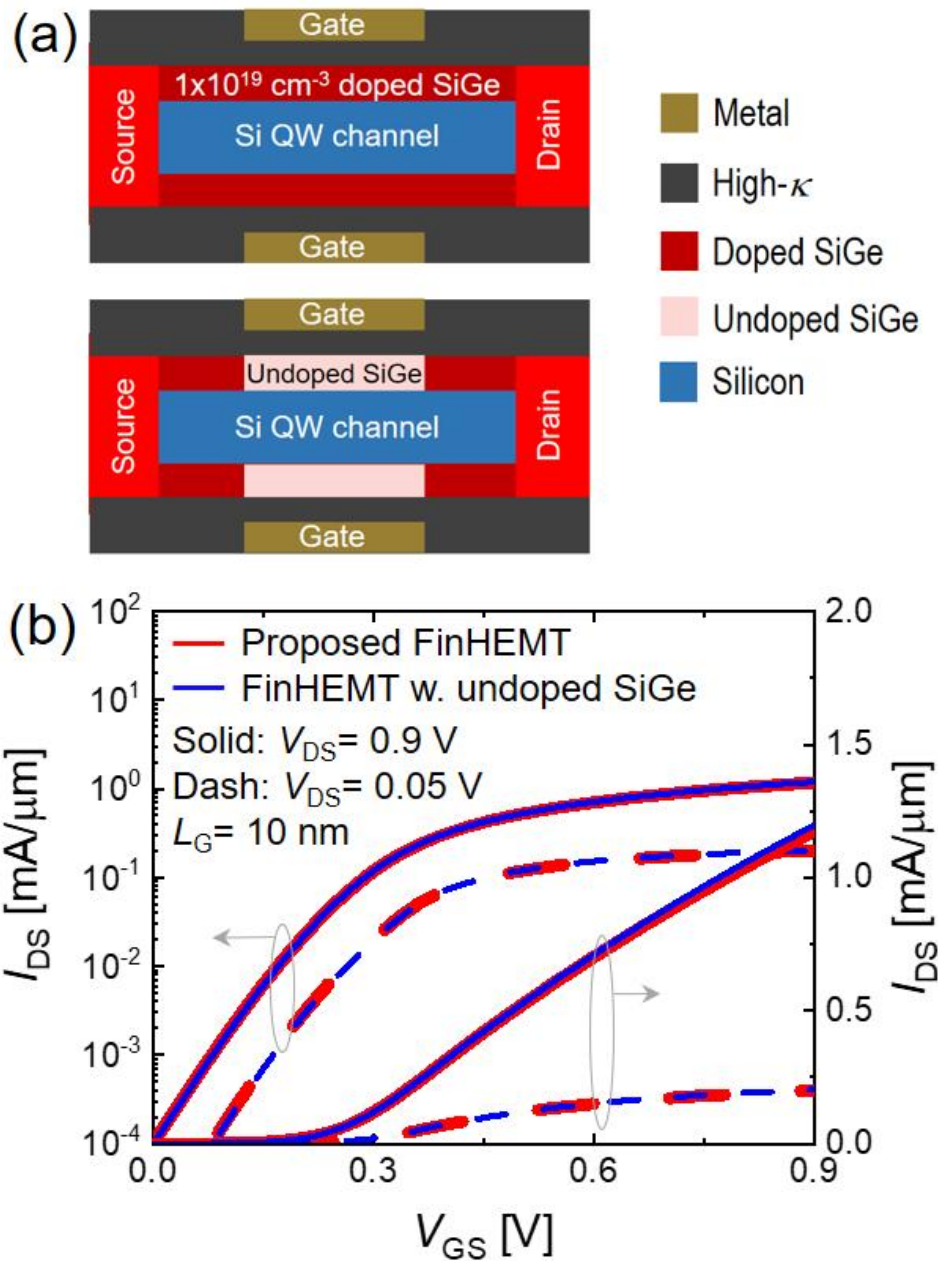 (a)
Gate
1x10¹⁹ cm⁻³ doped SiGe
Source
Si QW channel
Drain
Gate
Metal
High-κ
Doped SiGe
Undoped SiGe
Silicon
Gate
Undoped SiGe
Source
Si QW channel
Drain
Gate
(b)
10²
10¹
10⁰
10⁻¹
10⁻²
10⁻³
10⁻⁴
I_DS [mA/μm]
Proposed FinHEMT
FinHEMT w. undoped SiGe
Solid: V_DS= 0.9 V
Dash: V_DS= 0.05 V
L_G= 10 nm
2.0
1.5
1.0
0.5
0.0
I_DS [mA/μm]
0.0 0.3 0.6 0.9
V_GS [V]